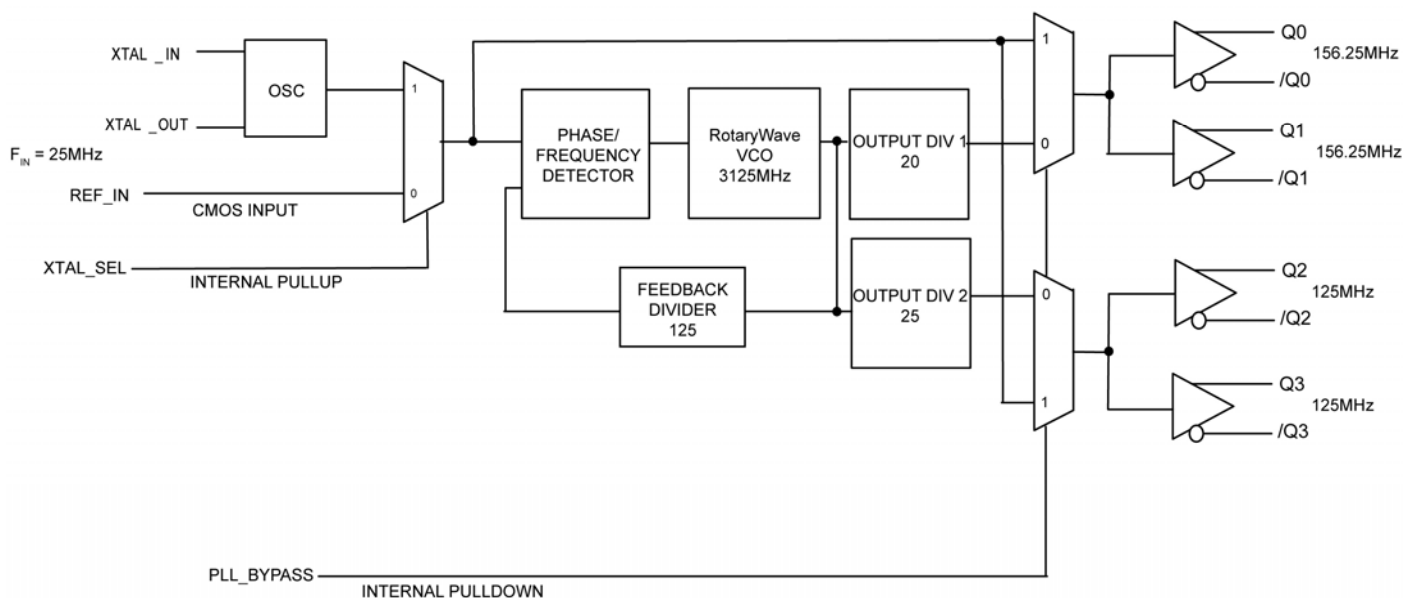 XTAL _IN
OSC
XTAL _OUT
F_IN = 25MHz
REF_IN
CMOS INPUT
XTAL_SEL
INTERNAL PULLUP
1
0
PHASE/
FREQUENCY
DETECTOR
RotaryWave
VCO
3125MHz
OUTPUT DIV 1
20
FEEDBACK
DIVIDER
125
OUTPUT DIV 2
25
1
0
0
1
Q0
156.25MHz
/Q0
Q1
156.25MHz
/Q1
Q2
125MHz
/Q2
Q3
125MHz
/Q3
PLL_BYPASS
INTERNAL PULLDOWN